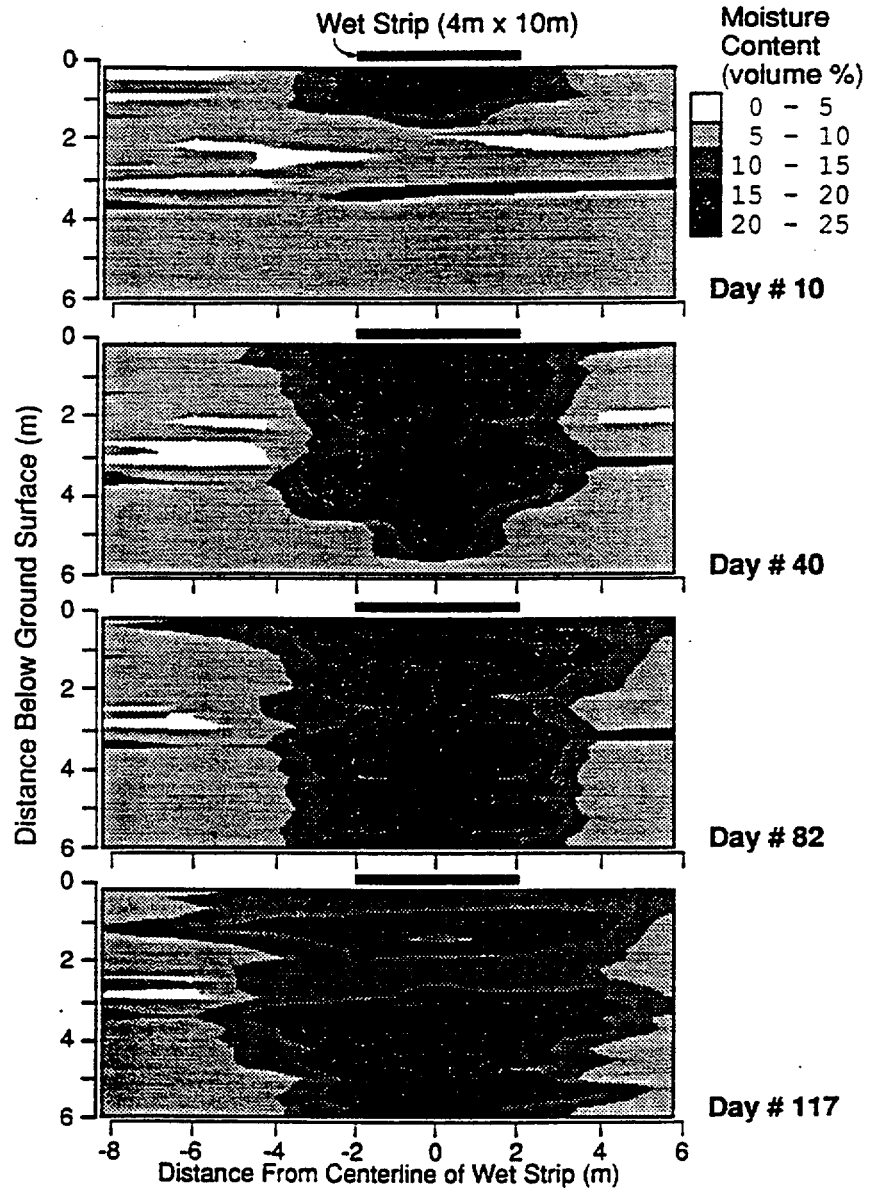 Wet Strip (4m x 10m)
Moisture
Content
(volume %)
0 - 5
5 - 10
10 - 15
15 - 20
20 - 25
0
2
4
6
Day # 10
0
2
4
6
Day # 40
0
2
4
6
Day # 82
0
2
4
6
Day # 117
Distance Below Ground Surface (m)
-8 -6 -4 -2 0 2 4 6
Distance From Centerline of Wet Strip (m)